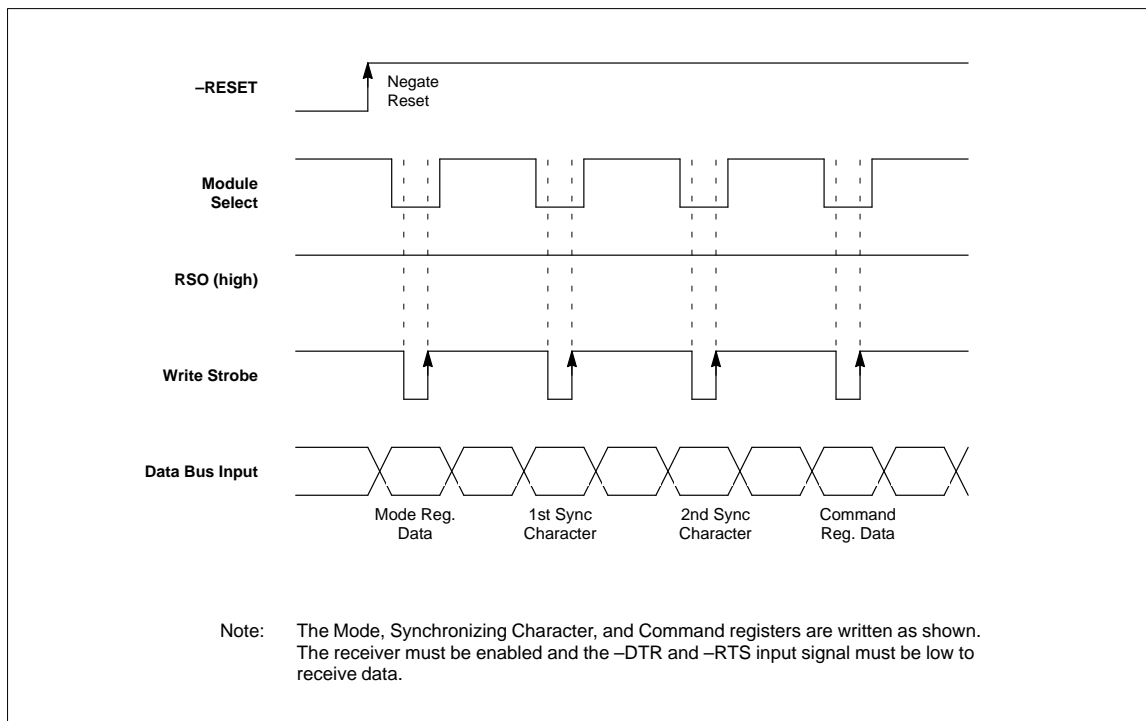 –RESET
Negate
Reset
Module
Select
RSO (high)
Write Strobe
Data Bus Input
Mode Reg.
Data
1st Sync
Character
2nd Sync
Character
Command
Reg. Data
Note: The Mode, Synchronizing Character, and Command registers are written as shown.
The receiver must be enabled and the –DTR and –RTS input signal must be low to
receive data.